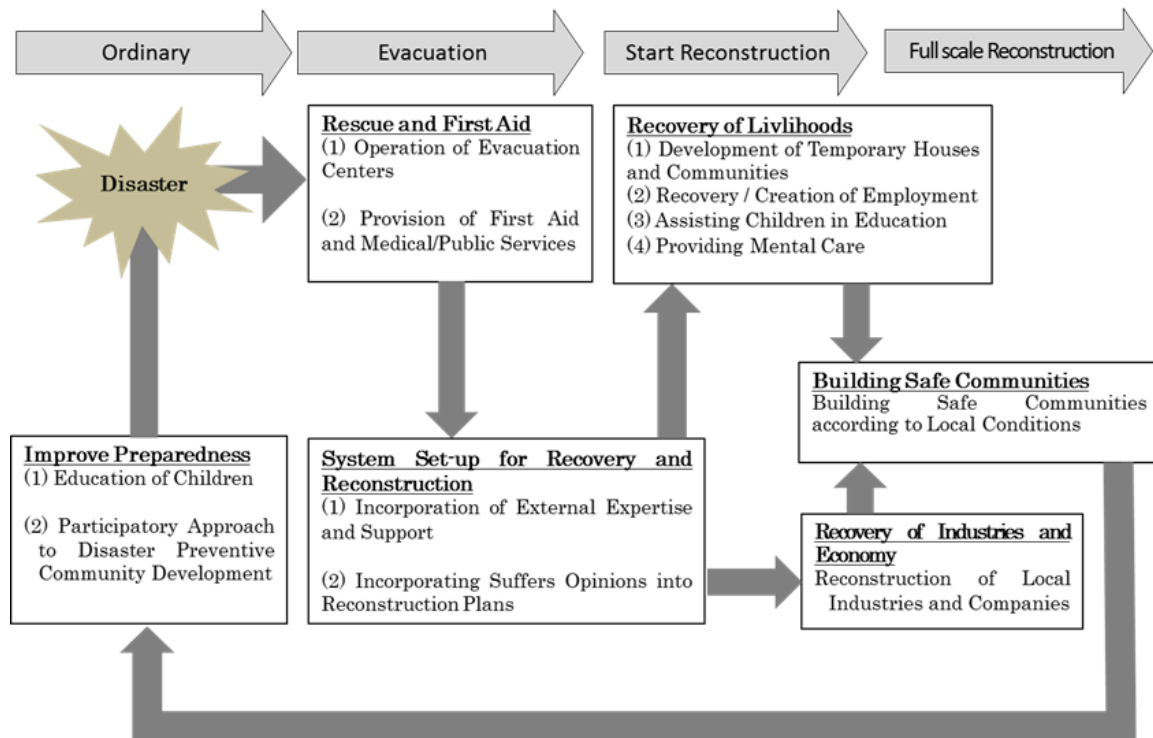 Ordinary
Evacuation
Start Reconstruction
Full scale Reconstruction
Disaster
Rescue and First Aid
(1) Operation of Evacuation
Centers
(2) Provision of First Aid
and Medical/Public Services
Recovery of Livlihoods
(1) Development of Temporary Houses
and Communities
(2) Recovery / Creation of Employment
(3) Assisting Children in Education
(4) Providing Mental Care
Building Safe Communities
Building Safe Communities
according to Local Conditions
Improve Preparedness
(1) Education of Children
(2) Participatory Approach
to Disaster Preventive
Community Development
System Set-up for Recovery and
Reconstruction
(1) Incorporation of External Expertise
and Support
(2) Incorporating Suffers Opinions into
Reconstruction Plans
Recovery of Industries and
Economy
Reconstruction of Local
Industries and Companies